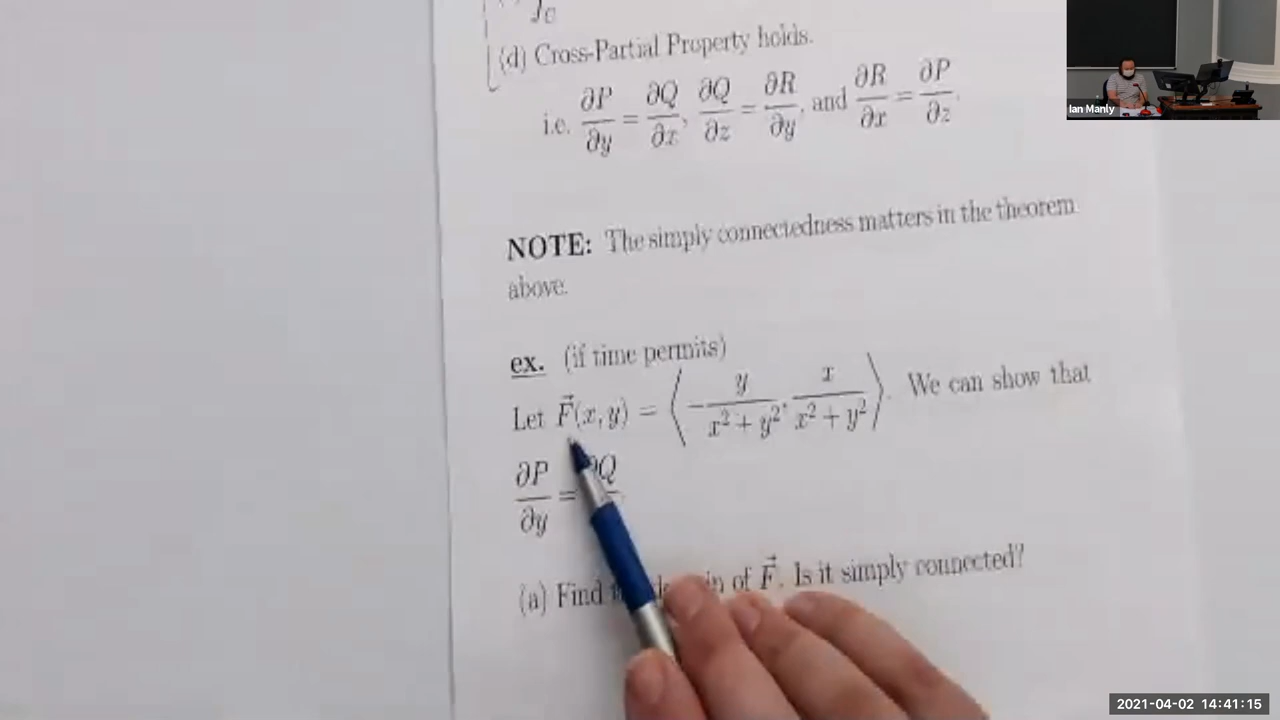 (d) Cross-Partial Property holds.
i.e. ∂P/∂y = ∂Q/∂x, ∂Q/∂z = ∂R/∂y, and ∂R/∂x = ∂P/∂z.
NOTE: The simply connectedness matters in the theorem
above.
ex. (if time permits)
Let F⃗(x, y) = ⟨−y/(x² + y²), x/(x² + y²)⟩. We can show that
∂P/∂y = ∂Q
(a) Find of F⃗. Is it simply connected?
Ian Manly
2021-04-02 14:41:15